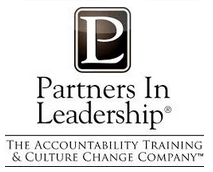 PL
Partners In
Leadership®
THE ACCOUNTABILITY TRAINING
& CULTURE CHANGE COMPANY™